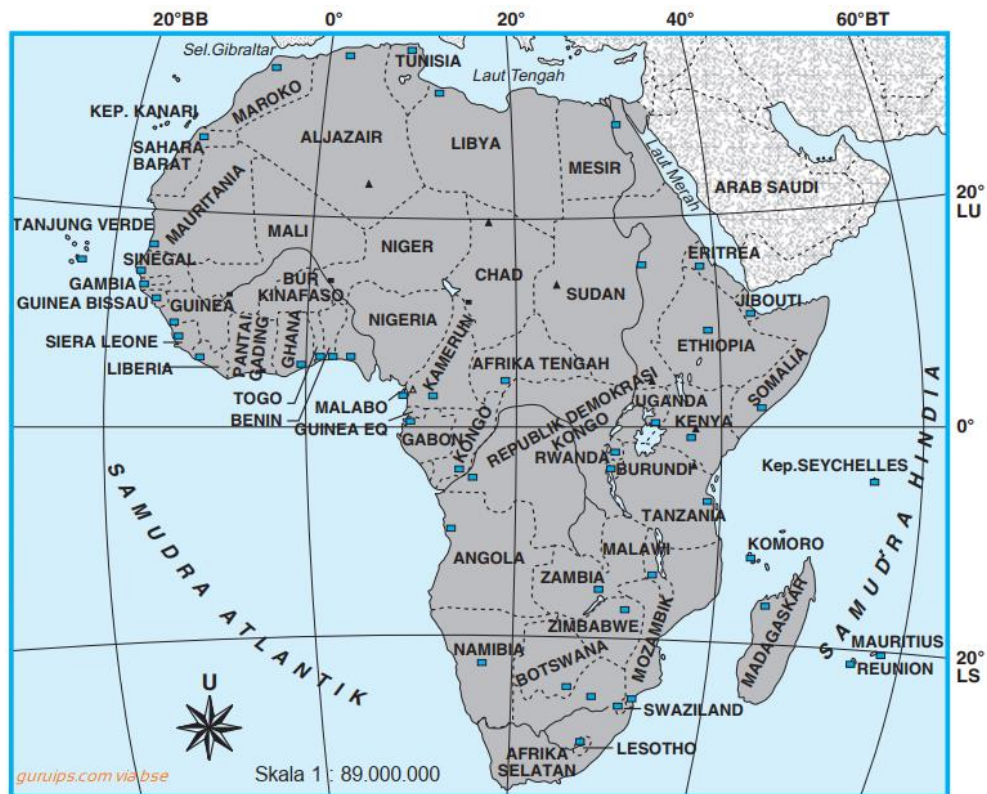 20°BB
0°
20°
40°
60°BT
Sel.Gibraltar
TUNISIA
Laut Tengah
MAROKO
KEP. KANARI
ALJAZAIR
LIBYA
MESIR
SAHARA
BARAT
Laut Merah
ARAB SAUDI
20°
LU
MAURITANIA
TANJUNG VERDE
MALI
NIGER
CHAD
SUDAN
ERITREA
SINEGAL
GAMBIA
GUINEA BISSAU
GUINEA
BUR
KINAFASO
NIGERIA
JIBOUTI
ETHIOPIA
SIERA LEONE
LIBERIA
PANTAI
GADING
GHANA
KAMERUN
AFRIKA TENGAH
SOMALIA
TOGO
BENIN
MALABO
GUINEA EQ
UGANDA
KENYA
0°
GABON
KONGO
REPUBLIK DEMOKRASI
KONGO
RWANDA
BURUNDI
Kep.SEYCHELLES
TANZANIA
SAMUDRA ATLANTIK
SAMUDRA HINDIA
ANGOLA
MALAWI
KOMORO
ZAMBIA
ZIMBABWE
MOZAMBIK
MADAGASKAR
NAMIBIA
BOTSWANA
MAURITIUS
REUNION
20°
LS
U
SWAZILAND
LESOTHO
AFRIKA
SELATAN
guruips.com via bse
Skala 1 : 89.000.000